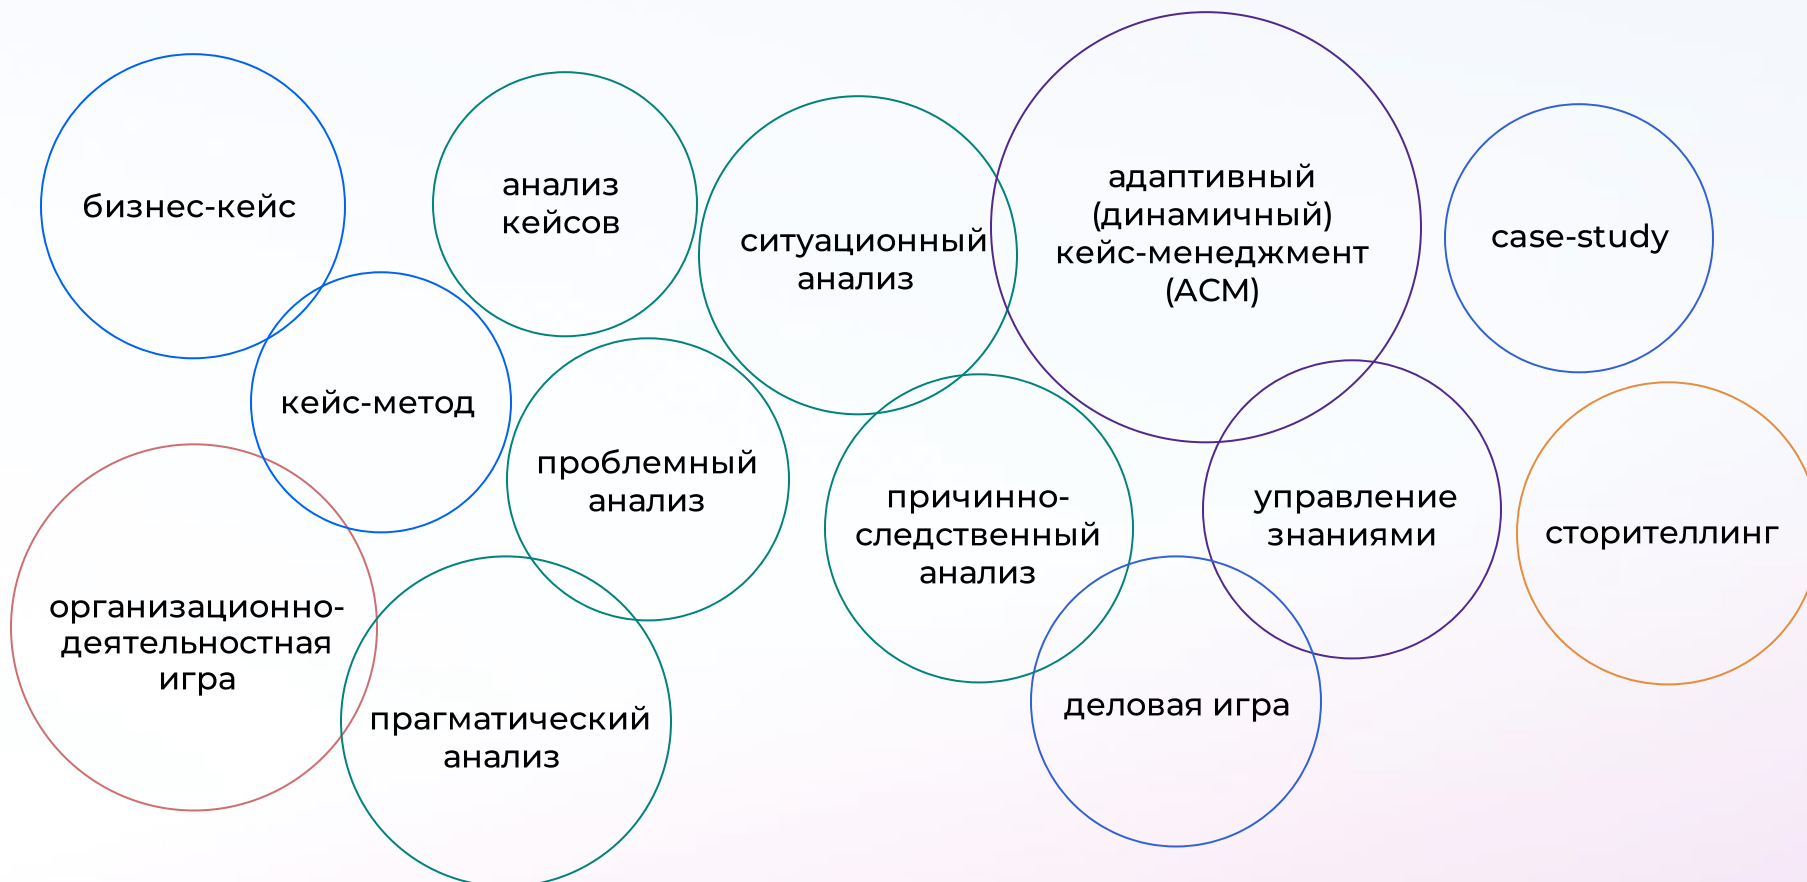 бизнес-кейс
анализ
кейсов
ситуационный
анализ
адаптивный
(динамичный)
кейс-менеджмент
(ACM)
case-study
кейс-метод
проблемный
анализ
причинно-
следственный
анализ
управление
знаниями
сторителлинг
организационно-
деятельностная
игра
прагматический
анализ
деловая игра